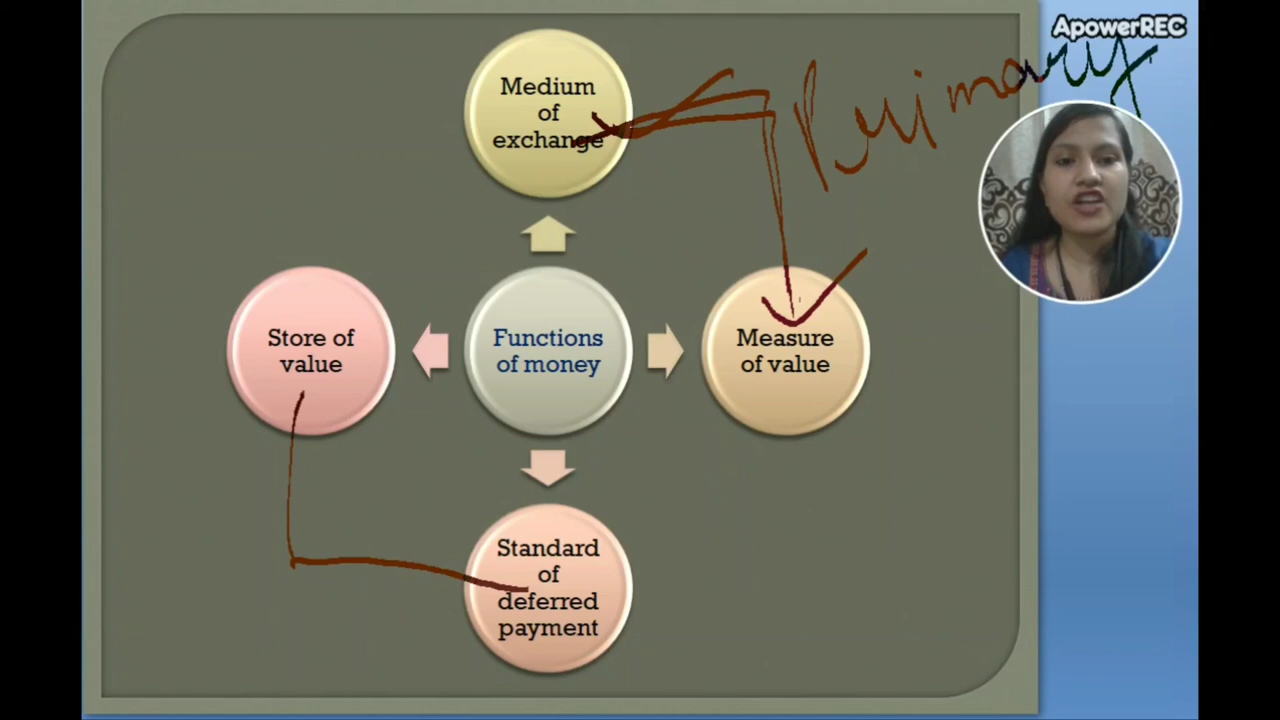 ApowerREC
Primary
Medium
of
exchange
Store of
value
Functions
of money
Measure
of value
Standard
of
deferred
payment